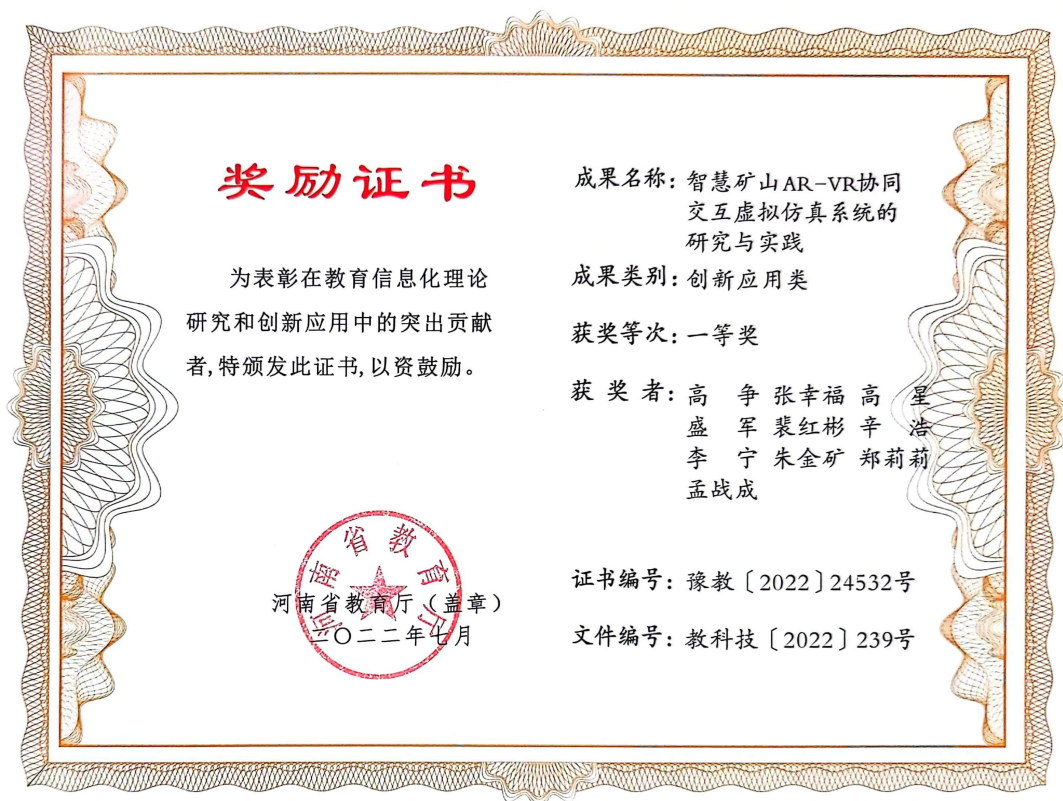 奖励证书
为表彰在教育信息化理论
研究和创新应用中的突出贡献
者,特颁发此证书,以资鼓励。
河南省教育厅
河南省教育厅（盖章）
二〇二二年七月
成果名称：智慧矿山AR-VR协同
交互虚拟仿真系统的
研究与实践
成果类别：创新应用类
获奖等次：一等奖
获奖者：高争 张幸福 高星
盛军 裴红彬 辛浩
李宁 朱金矿 郑莉莉
孟战成
证书编号：豫教〔2022〕24532号
文件编号：教科技〔2022〕239号